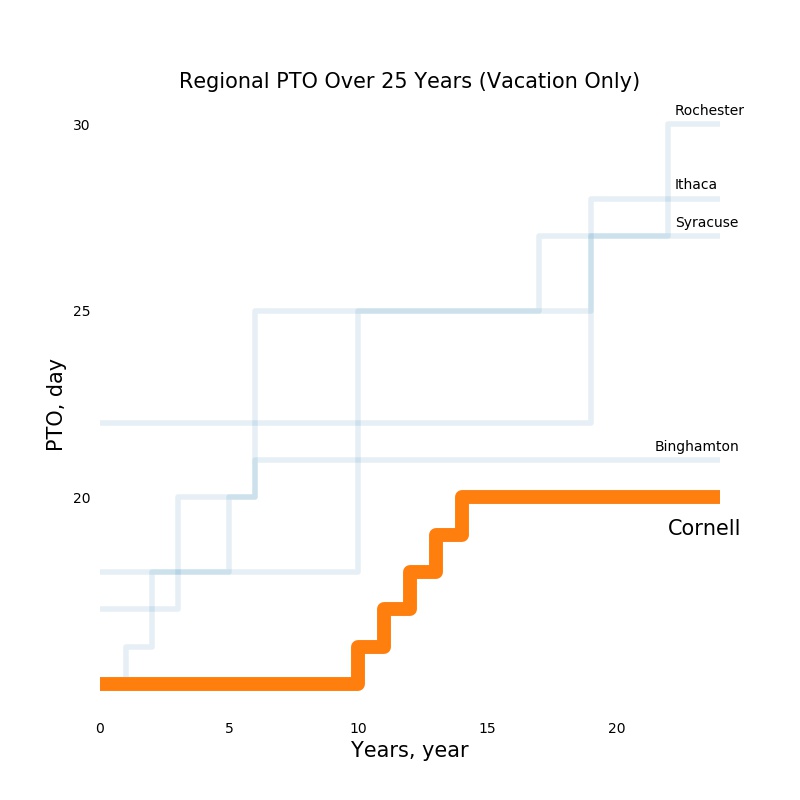 Regional PTO Over 25 Years (Vacation Only)
Rochester
30
Ithaca
Syracuse
25
PTO, day
Binghamton
20
Cornell
0 5 10 15 20
Years, year